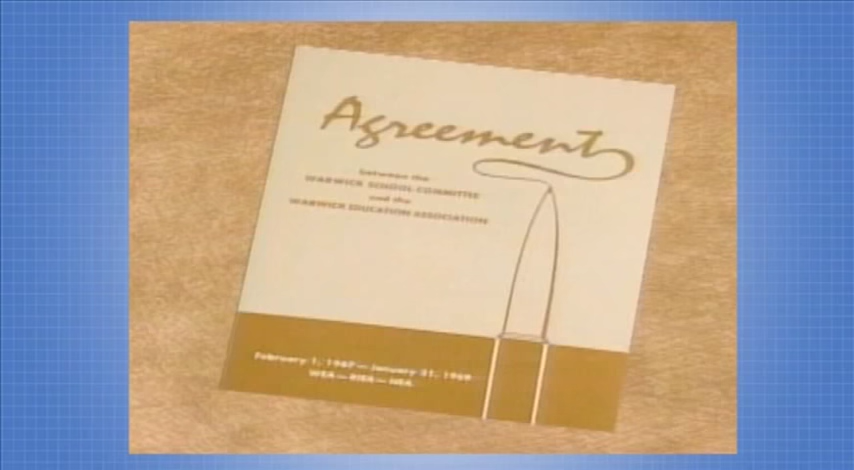 Agreement
between the
WARWICK SCHOOL COMMITTEE
and the
WARWICK EDUCATION ASSOCIATION
February 1, 1967 — January 31, 1969
WEA — RIEA — NEA